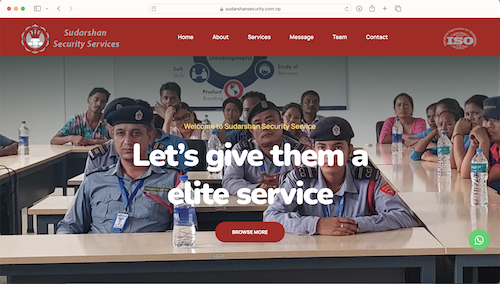 sudarshansecurity.com.np
Sudarshan
Security Services
Home About Services Message Team Contact
ISO
Development
Product
Welcome to Sudarshan Security Service
Let's give them a
elite service
BROWSE MORE